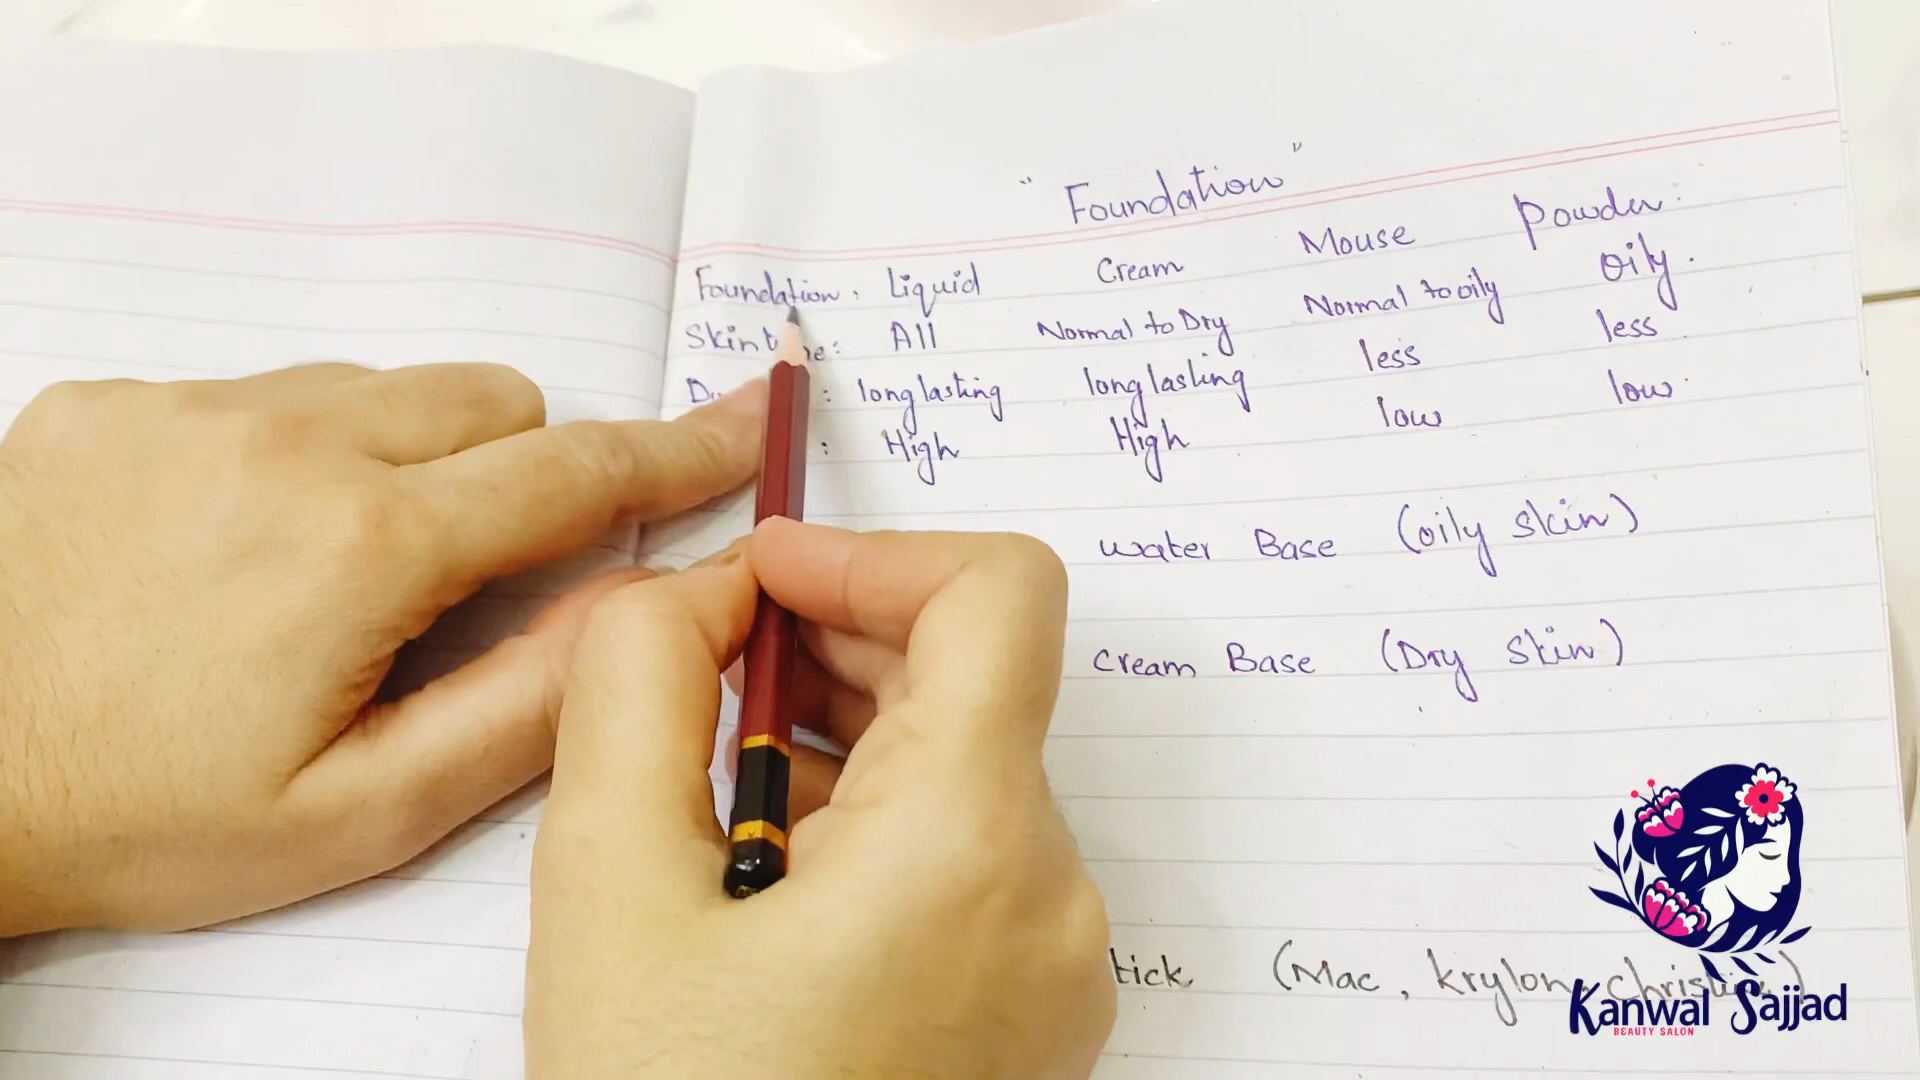 " Foundation "
Foundation : Liquid Cream Mouse Powder
Skin : All Normal to Dry Normal to oily oily
: long lasting long lasting less less
: High High low low
water Base (oily skin)
cream Base (Dry skin)
tick (Mac, krylon, christine)
Kanwal Sajjad
BEAUTY SALON